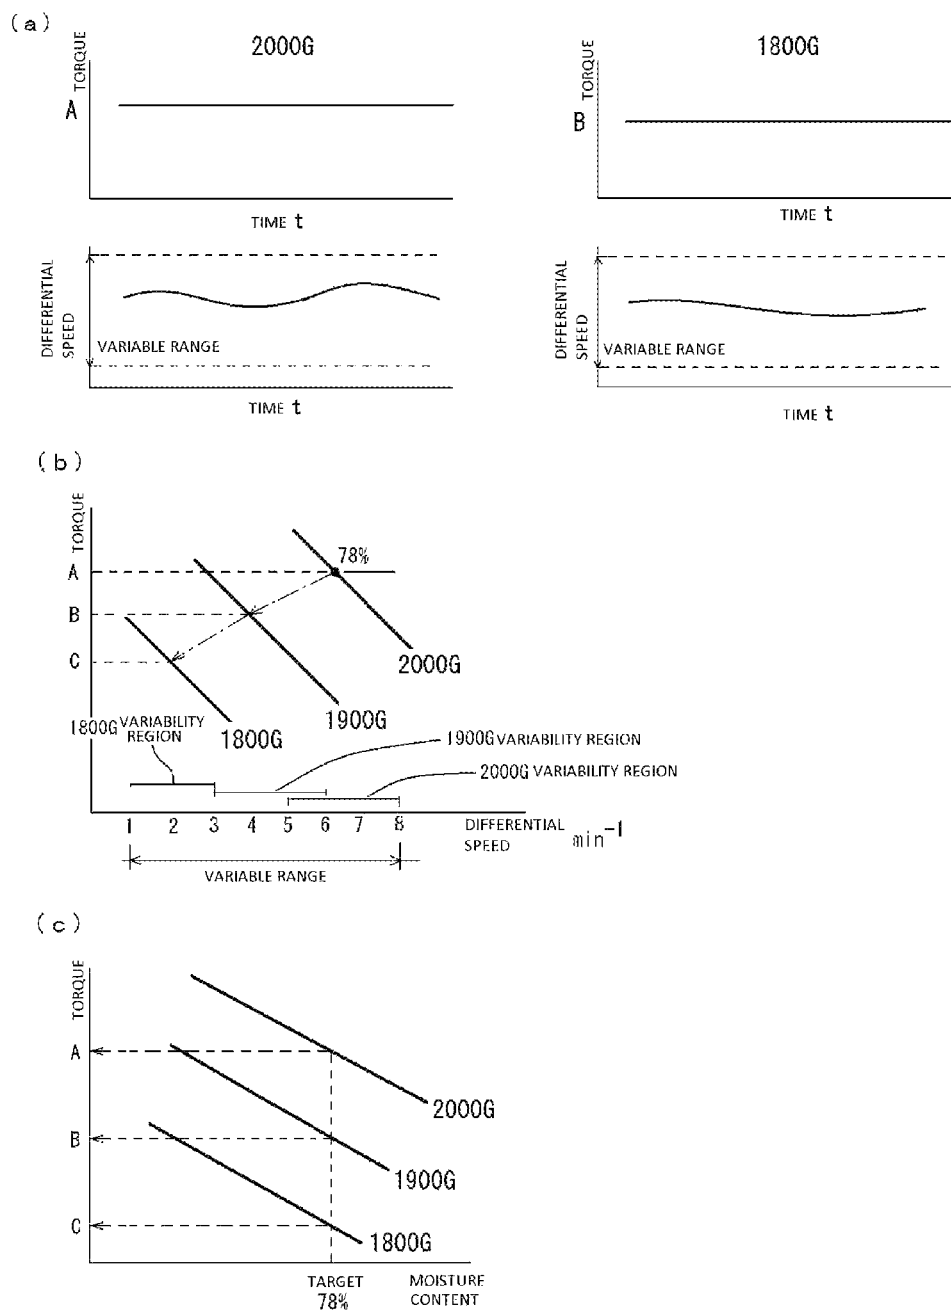 (a)
2000G
TORQUE
A
TIME t
1800G
TORQUE
B
TIME t
DIFFERENTIAL
SPEED
VARIABLE RANGE
TIME t
DIFFERENTIAL
SPEED
VARIABLE RANGE
TIME t
(b)
TORQUE
A
B
C
78%
2000G
1900G
1800G
1800G VARIABILITY
REGION
1900G VARIABILITY REGION
2000G VARIABILITY REGION
1 2 3 4 5 6 7 8
DIFFERENTIAL
SPEED
min-1
VARIABLE RANGE
(c)
TORQUE
A
B
C
2000G
1900G
1800G
TARGET
78%
MOISTURE
CONTENT